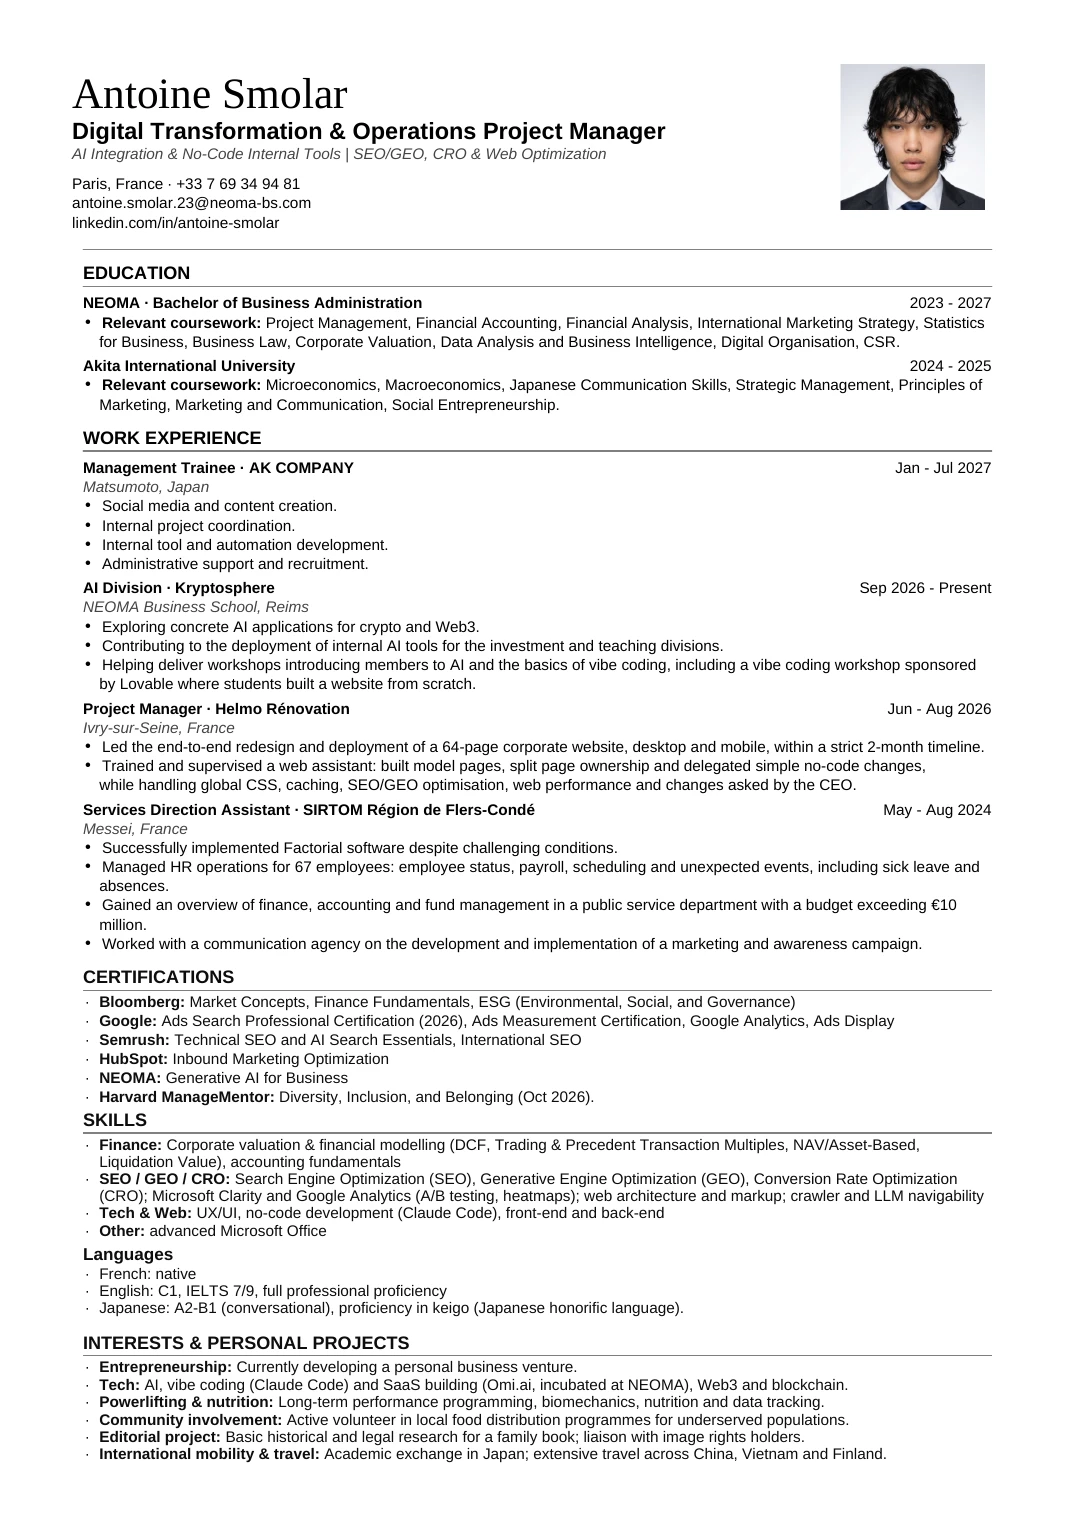 Antoine Smolar
Digital Transformation & Operations Project Manager
AI Integration & No-Code Internal Tools | SEO/GEO, CRO & Web Optimization
Paris, France · +33 7 69 34 94 81
antoine.smolar.23@neoma-bs.com
linkedin.com/in/antoine-smolar
EDUCATION
NEOMA · Bachelor of Business Administration 2023 - 2027
• Relevant coursework: Project Management, Financial Accounting, Financial Analysis, International Marketing Strategy, Statistics
for Business, Business Law, Corporate Valuation, Data Analysis and Business Intelligence, Digital Organisation, CSR.
Akita International University 2024 - 2025
• Relevant coursework: Microeconomics, Macroeconomics, Japanese Communication Skills, Strategic Management, Principles of
Marketing, Marketing and Communication, Social Entrepreneurship.
WORK EXPERIENCE
Management Trainee · AK COMPANY Jan - Jul 2027
Matsumoto, Japan
• Social media and content creation.
• Internal project coordination.
• Internal tool and automation development.
• Administrative support and recruitment.
AI Division · Kryptosphere Sep 2026 - Present
NEOMA Business School, Reims
• Exploring concrete AI applications for crypto and Web3.
• Contributing to the deployment of internal AI tools for the investment and teaching divisions.
• Helping deliver workshops introducing members to AI and the basics of vibe coding, including a vibe coding workshop sponsored
by Lovable where students built a website from scratch.
Project Manager · Helmo Rénovation Jun - Aug 2026
Ivry-sur-Seine, France
• Led the end-to-end redesign and deployment of a 64-page corporate website, desktop and mobile, within a strict 2-month timeline.
• Trained and supervised a web assistant: built model pages, split page ownership and delegated simple no-code changes,
while handling global CSS, caching, SEO/GEO optimisation, web performance and changes asked by the CEO.
Services Direction Assistant · SIRTOM Région de Flers-Condé May - Aug 2024
Messei, France
• Successfully implemented Factorial software despite challenging conditions.
• Managed HR operations for 67 employees: employee status, payroll, scheduling and unexpected events, including sick leave and
absences.
• Gained an overview of finance, accounting and fund management in a public service department with a budget exceeding €10
million.
• Worked with a communication agency on the development and implementation of a marketing and awareness campaign.
CERTIFICATIONS
· Bloomberg: Market Concepts, Finance Fundamentals, ESG (Environmental, Social, and Governance)
· Google: Ads Search Professional Certification (2026), Ads Measurement Certification, Google Analytics, Ads Display
· Semrush: Technical SEO and AI Search Essentials, International SEO
· HubSpot: Inbound Marketing Optimization
· NEOMA: Generative AI for Business
· Harvard ManageMentor: Diversity, Inclusion, and Belonging (Oct 2026).
SKILLS
· Finance: Corporate valuation & financial modelling (DCF, Trading & Precedent Transaction Multiples, NAV/Asset-Based,
Liquidation Value), accounting fundamentals
· SEO / GEO / CRO: Search Engine Optimization (SEO), Generative Engine Optimization (GEO), Conversion Rate Optimization
(CRO); Microsoft Clarity and Google Analytics (A/B testing, heatmaps); web architecture and markup; crawler and LLM navigability
· Tech & Web: UX/UI, no-code development (Claude Code), front-end and back-end
· Other: advanced Microsoft Office
Languages
· French: native
· English: C1, IELTS 7/9, full professional proficiency
· Japanese: A2-B1 (conversational), proficiency in keigo (Japanese honorific language).
INTERESTS & PERSONAL PROJECTS
· Entrepreneurship: Currently developing a personal business venture.
· Tech: AI, vibe coding (Claude Code) and SaaS building (Omi.ai, incubated at NEOMA), Web3 and blockchain.
· Powerlifting & nutrition: Long-term performance programming, biomechanics, nutrition and data tracking.
· Community involvement: Active volunteer in local food distribution programmes for underserved populations.
· Editorial project: Basic historical and legal research for a family book; liaison with image rights holders.
· International mobility & travel: Academic exchange in Japan; extensive travel across China, Vietnam and Finland.